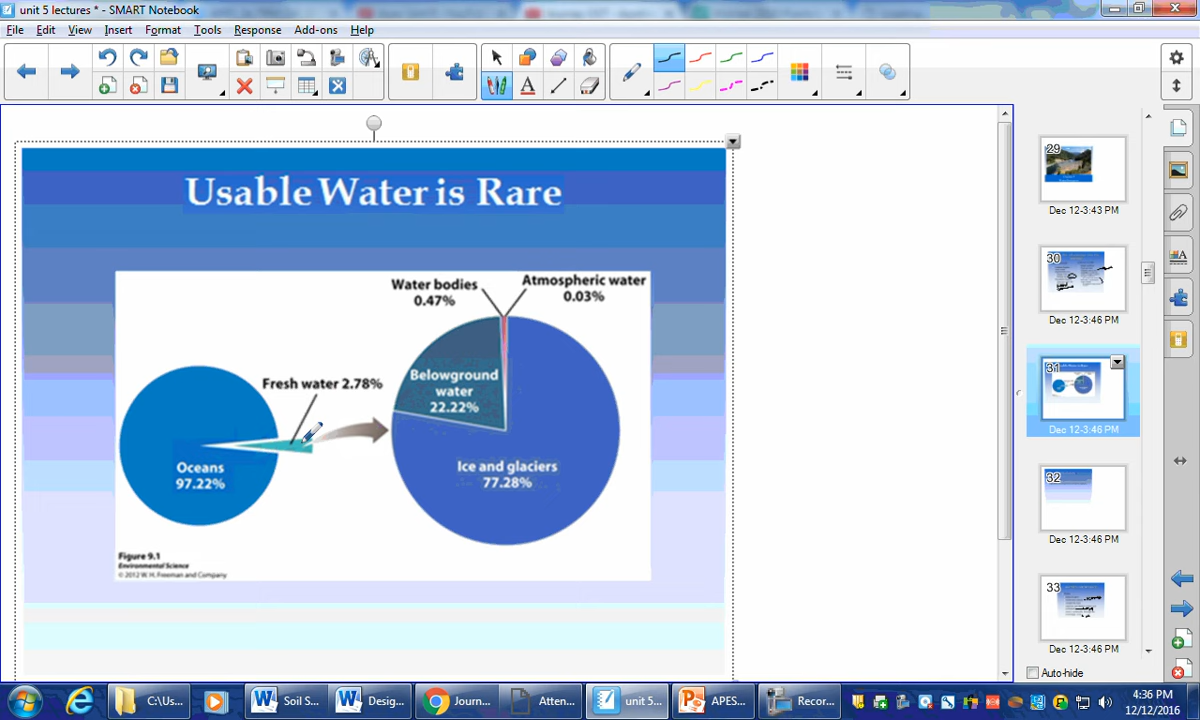 unit 5 lectures * - SMART Notebook
File Edit View Insert Format Tools Response Add-ons Help
Usable Water is Rare
Water bodies
0.47%
Atmospheric water
0.03%
Fresh water 2.78%
Belowground
water
22.22%
Oceans
97.22%
Ice and glaciers
77.28%
Figure 9.1
Environmental Science
© 2012 W. H. Freeman and Company
29
Dec 12-3:43 PM
30
Dec 12-3:46 PM
31
Dec 12-3:46 PM
32
Dec 12-3:46 PM
33
Dec 12-3:46 PM
Auto-hide
C:\Us...
Soil S...
Desig...
Journ...
Atten...
unit 5...
APES...
Recor...
4:36 PM
12/12/2016